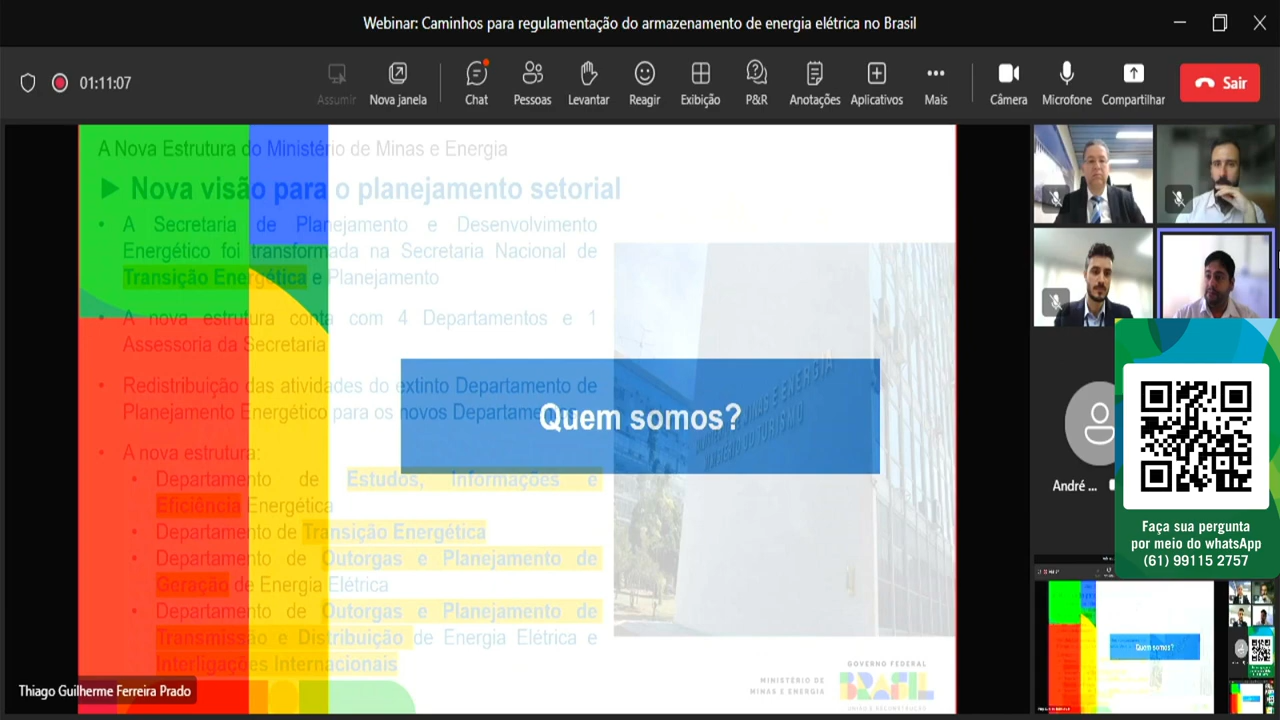 Webinar: Caminhos para regulamentação do armazenamento de energia elétrica no Brasil
01:11:07
Assumir
Nova janela
Chat
Pessoas
Levantar
Reagir
Exibição
P&R
Anotações
Aplicativos
Mais
Câmera
Microfone
Compartilhar
Sair
A Nova Estrutura do Ministério de Minas e Energia
Nova visão para o planejamento setorial
• A Secretaria de Planejamento e Desenvolvimento
Energético foi transformada na Secretaria Nacional de
Transição Energética e Planejamento
• A nova estrutura conta com 4 Departamentos e 1
Assessoria da Secretaria
• Redistribuição das atividades do extinto Departamento de
Planejamento Energético para os novos Departamentos
• A nova estrutura:
• Departamento de Estudos, Informações e
Eficiência Energética
• Departamento de Transição Energética
• Departamento de Outorgas e Planejamento de
Geração de Energia Elétrica
• Departamento de Outorgas e Planejamento de
Transmissão e Distribuição de Energia Elétrica e
Interligações Internacionais
Quem somos?
MINAS E ENERGIA
DO TURISMO
MINISTÉRIO DE
MINAS E ENERGIA
GOVERNO FEDERAL
BRASIL
UNIÃO E RECONSTRUÇÃO
Thiago Guilherme Ferreira Prado
André ...
Faça sua pergunta
por meio do whatsApp
(61) 99115 2757
Quem somos?